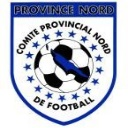 PROVINCE NORD
COMITE PROVINCIAL NORD
DE FOOTBALL